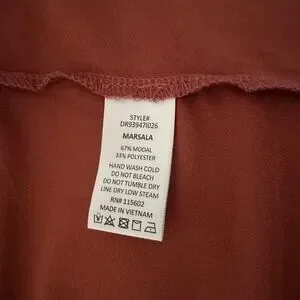 STYLE#
DR93947I026
MARSALA
67% MODAL
33% POLYESTER
HAND WASH COLD
DO NOT BLEACH
DO NOT TUMBLE DRY
LINE DRY LOW STEAM
RN# 115602
MADE IN VIETNAM